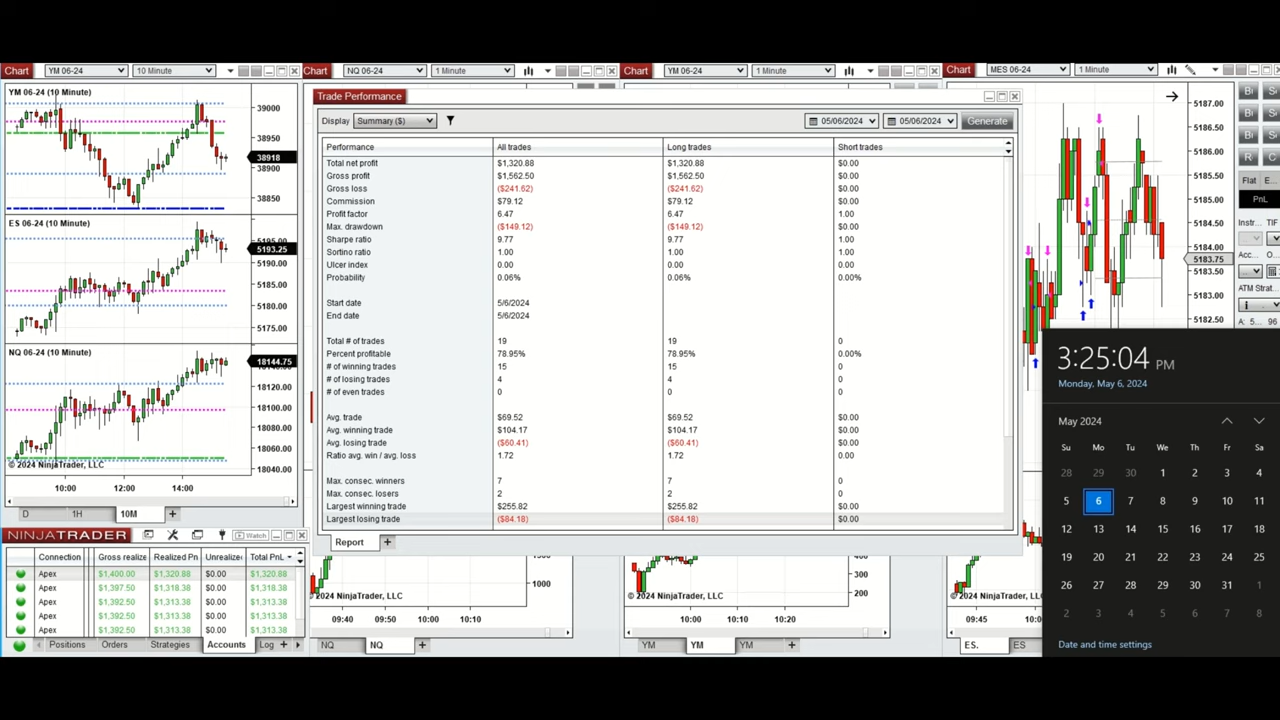 Chart YM 06-24 10 Minute
Chart NQ 06-24 1 Minute
Chart YM 06-24 1 Minute
Chart MES 06-24 1 Minute
YM 06-24 (10 Minute)
39000
38950
38918
38900
38850
ES 06-24 (10 Minute)
5193.25
5190.00
5185.00
5180.00
5175.00
NQ 06-24 (10 Minute)
18144.75
18120.00
18100.00
18080.00
18060.00
18040.00
© 2024 NinjaTrader, LLC
10:00 12:00 14:00
D 1H 10M +
Trade Performance
Display Summary ($) 05/06/2024 05/06/2024 Generate
Performance All trades Long trades Short trades
Total net profit $1,320.88 $1,320.88 $0.00
Gross profit $1,562.50 $1,562.50 $0.00
Gross loss ($241.62) ($241.62) $0.00
Commission $79.12 $79.12 $0.00
Profit factor 6.47 6.47 1.00
Max. drawdown ($149.12) ($149.12) $0.00
Sharpe ratio 9.77 9.77 1.00
Sortino ratio 1.00 1.00 1.00
Ulcer index 0.00 0.00 0.00
Probability 0.06% 0.06% 0.00%
Start date 5/6/2024
End date 5/6/2024
Total # of trades 19 19 0
Percent profitable 78.95% 78.95% 0.00%
# of winning trades 15 15 0
# of losing trades 4 4 0
# of even trades 0 0 0
Avg. trade $69.52 $69.52 $0.00
Avg. winning trade $104.17 $104.17 $0.00
Avg. losing trade ($60.41) ($60.41) $0.00
Ratio avg. win / avg. loss 1.72 1.72 0.00
Max. consec. winners 7 7 0
Max. consec. losers 2 2 0
Largest winning trade $255.82 $255.82 $0.00
Largest losing trade ($84.18) ($84.18) $0.00
Report +
5187.00
5186.50
5186.00
5185.50
5185.00
5184.50
5184.00
5183.75
5183.50
5183.00
5182.50
Flat E...
PnL
Instr... TIF
Acc... O...
ATM Strat...
A: 5... 96
3:25:04 PM
Monday, May 6, 2024
May 2024
Su Mo Tu We Th Fr Sa
28 29 30 1 2 3 4
5 6 7 8 9 10 11
12 13 14 15 16 17 18
19 20 21 22 23 24 25
26 27 28 29 30 31 1
2 3 4 5 6 7 8
Date and time settings
NINJATRADER Watch
Connection Gross realize Realized Pn Unrealize Total PnL
Apex $1,400.00 $1,320.88 $0.00 $1,320.88
Apex $1,397.50 $1,318.38 $0.00 $1,318.38
Apex $1,392.50 $1,313.38 $0.00 $1,313.38
Apex $1,392.50 $1,313.38 $0.00 $1,313.38
Apex $1,392.50 $1,313.38 $0.00 $1,313.38
Positions Orders Strategies Accounts Log +
1000
© 2024 NinjaTrader, LLC
09:40 09:50 10:00 10:10
NQ NQ +
400
200
© 2024 NinjaTrader, LLC
10:00 10:10 10:20
YM YM YM +
© 2024 NinjaTrader, LLC
09:45
ES. ES